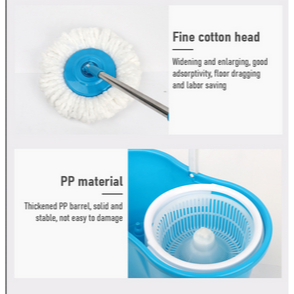 Fine cotton head
Widening and enlarging, good
adsorptivity, floor dragging
and labor saving
PP material
Thickened PP barrel, solid and
stable, not easy to damage